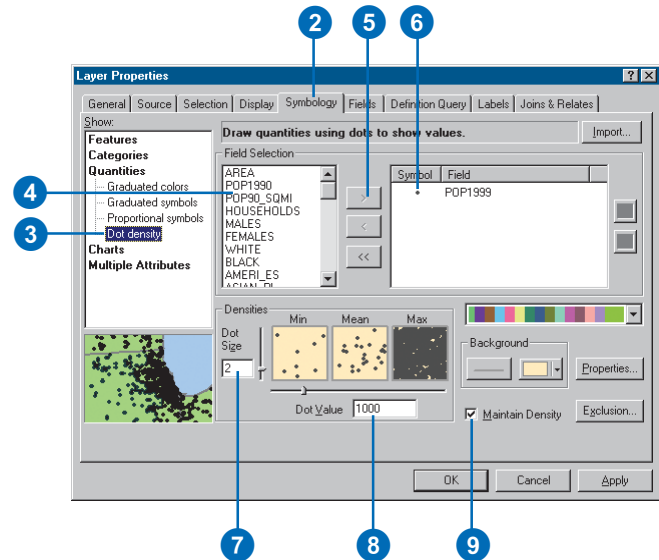 2 5 6
Layer Properties ? X
General Source Selection Display Symbology Fields Definition Query Labels Joins & Relates
Show:
Features
Categories
Quantities
Graduated colors
Graduated symbols
Proportional symbols
Dot density
Charts
Multiple Attributes
Draw quantities using dots to show values.
Import...
Field Selection
AREA
POP1990
POP90_SQMI
HOUSEHOLDS
MALES
FEMALES
WHITE
BLACK
AMERI_ES
>
<
<<
Symbol Field
POP1999
4
3
Densities
Dot Size
2
Min Mean Max
Dot Value 1000
Background
Properties...
Maintain Density
Exclusion...
OK Cancel Apply
7 8 9